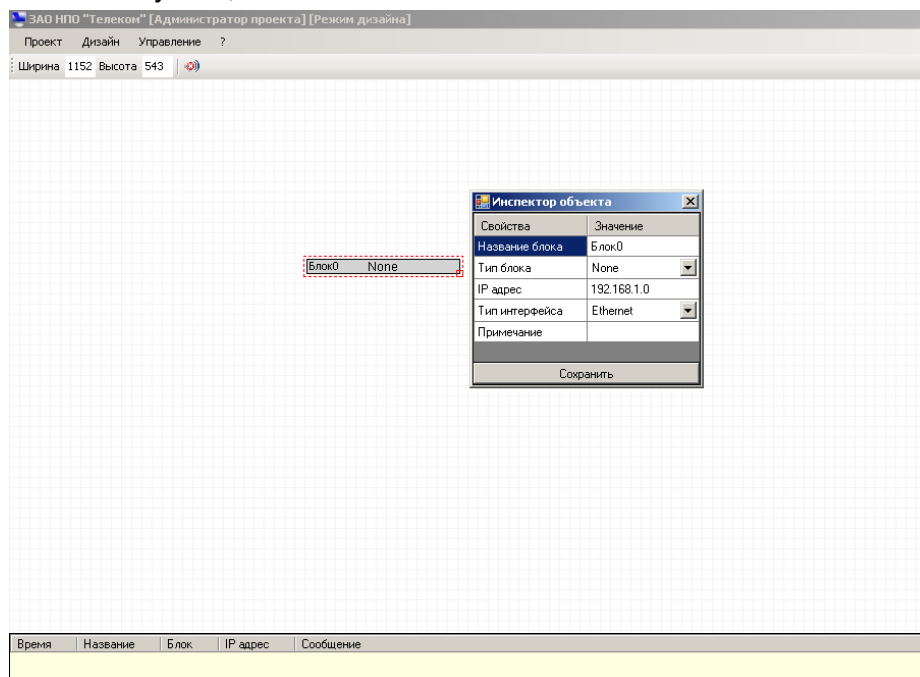 ЗАО НПО "Телеком" [Администратор проекта] [Режим дизайна]
Проект Дизайн Управление ?
Ширина 1152 Высота 543
Инспектор объекта
Свойства Значение
Название блока Блок0
Блок0 None
Тип блока None
IP адрес 192.168.1.0
Тип интерфейса Ethernet
Примечание
Сохранить
Время Название Блок IP адрес Сообщение